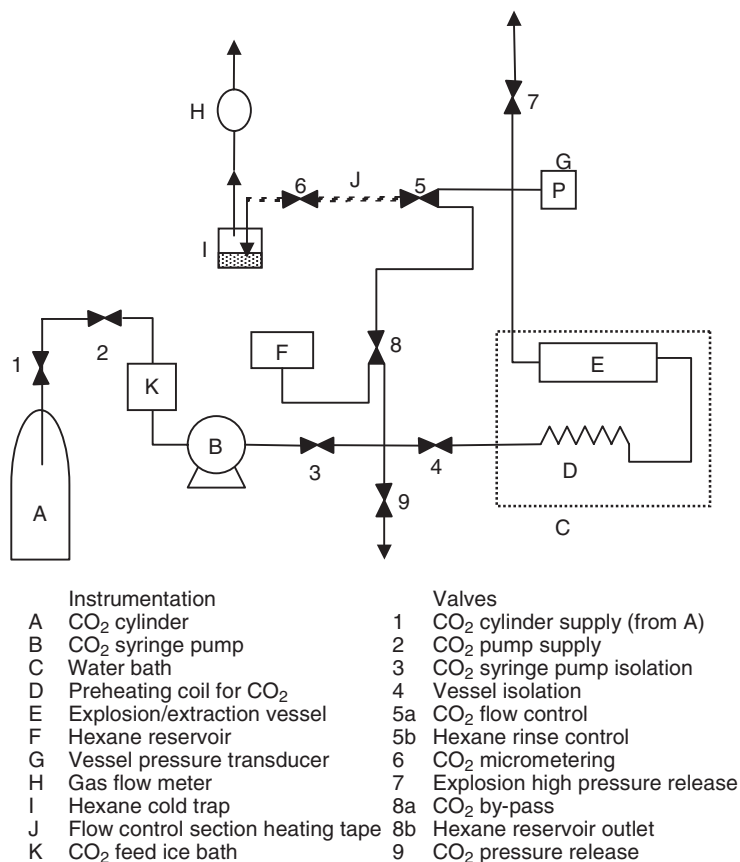 7
H
G
P
6
J
5
I
8
F
E
1
2
K
B
3
4
D
A
9
C
Instrumentation
A CO₂ cylinder
B CO₂ syringe pump
C Water bath
D Preheating coil for CO₂
E Explosion/extraction vessel
F Hexane reservoir
G Vessel pressure transducer
H Gas flow meter
I Hexane cold trap
J Flow control section heating tape
K CO₂ feed ice bath
Valves
1 CO₂ cylinder supply (from A)
2 CO₂ pump supply
3 CO₂ syringe pump isolation
4 Vessel isolation
5a CO₂ flow control
5b Hexane rinse control
6 CO₂ micrometering
7 Explosion high pressure release
8a CO₂ by-pass
8b Hexane reservoir outlet
9 CO₂ pressure release